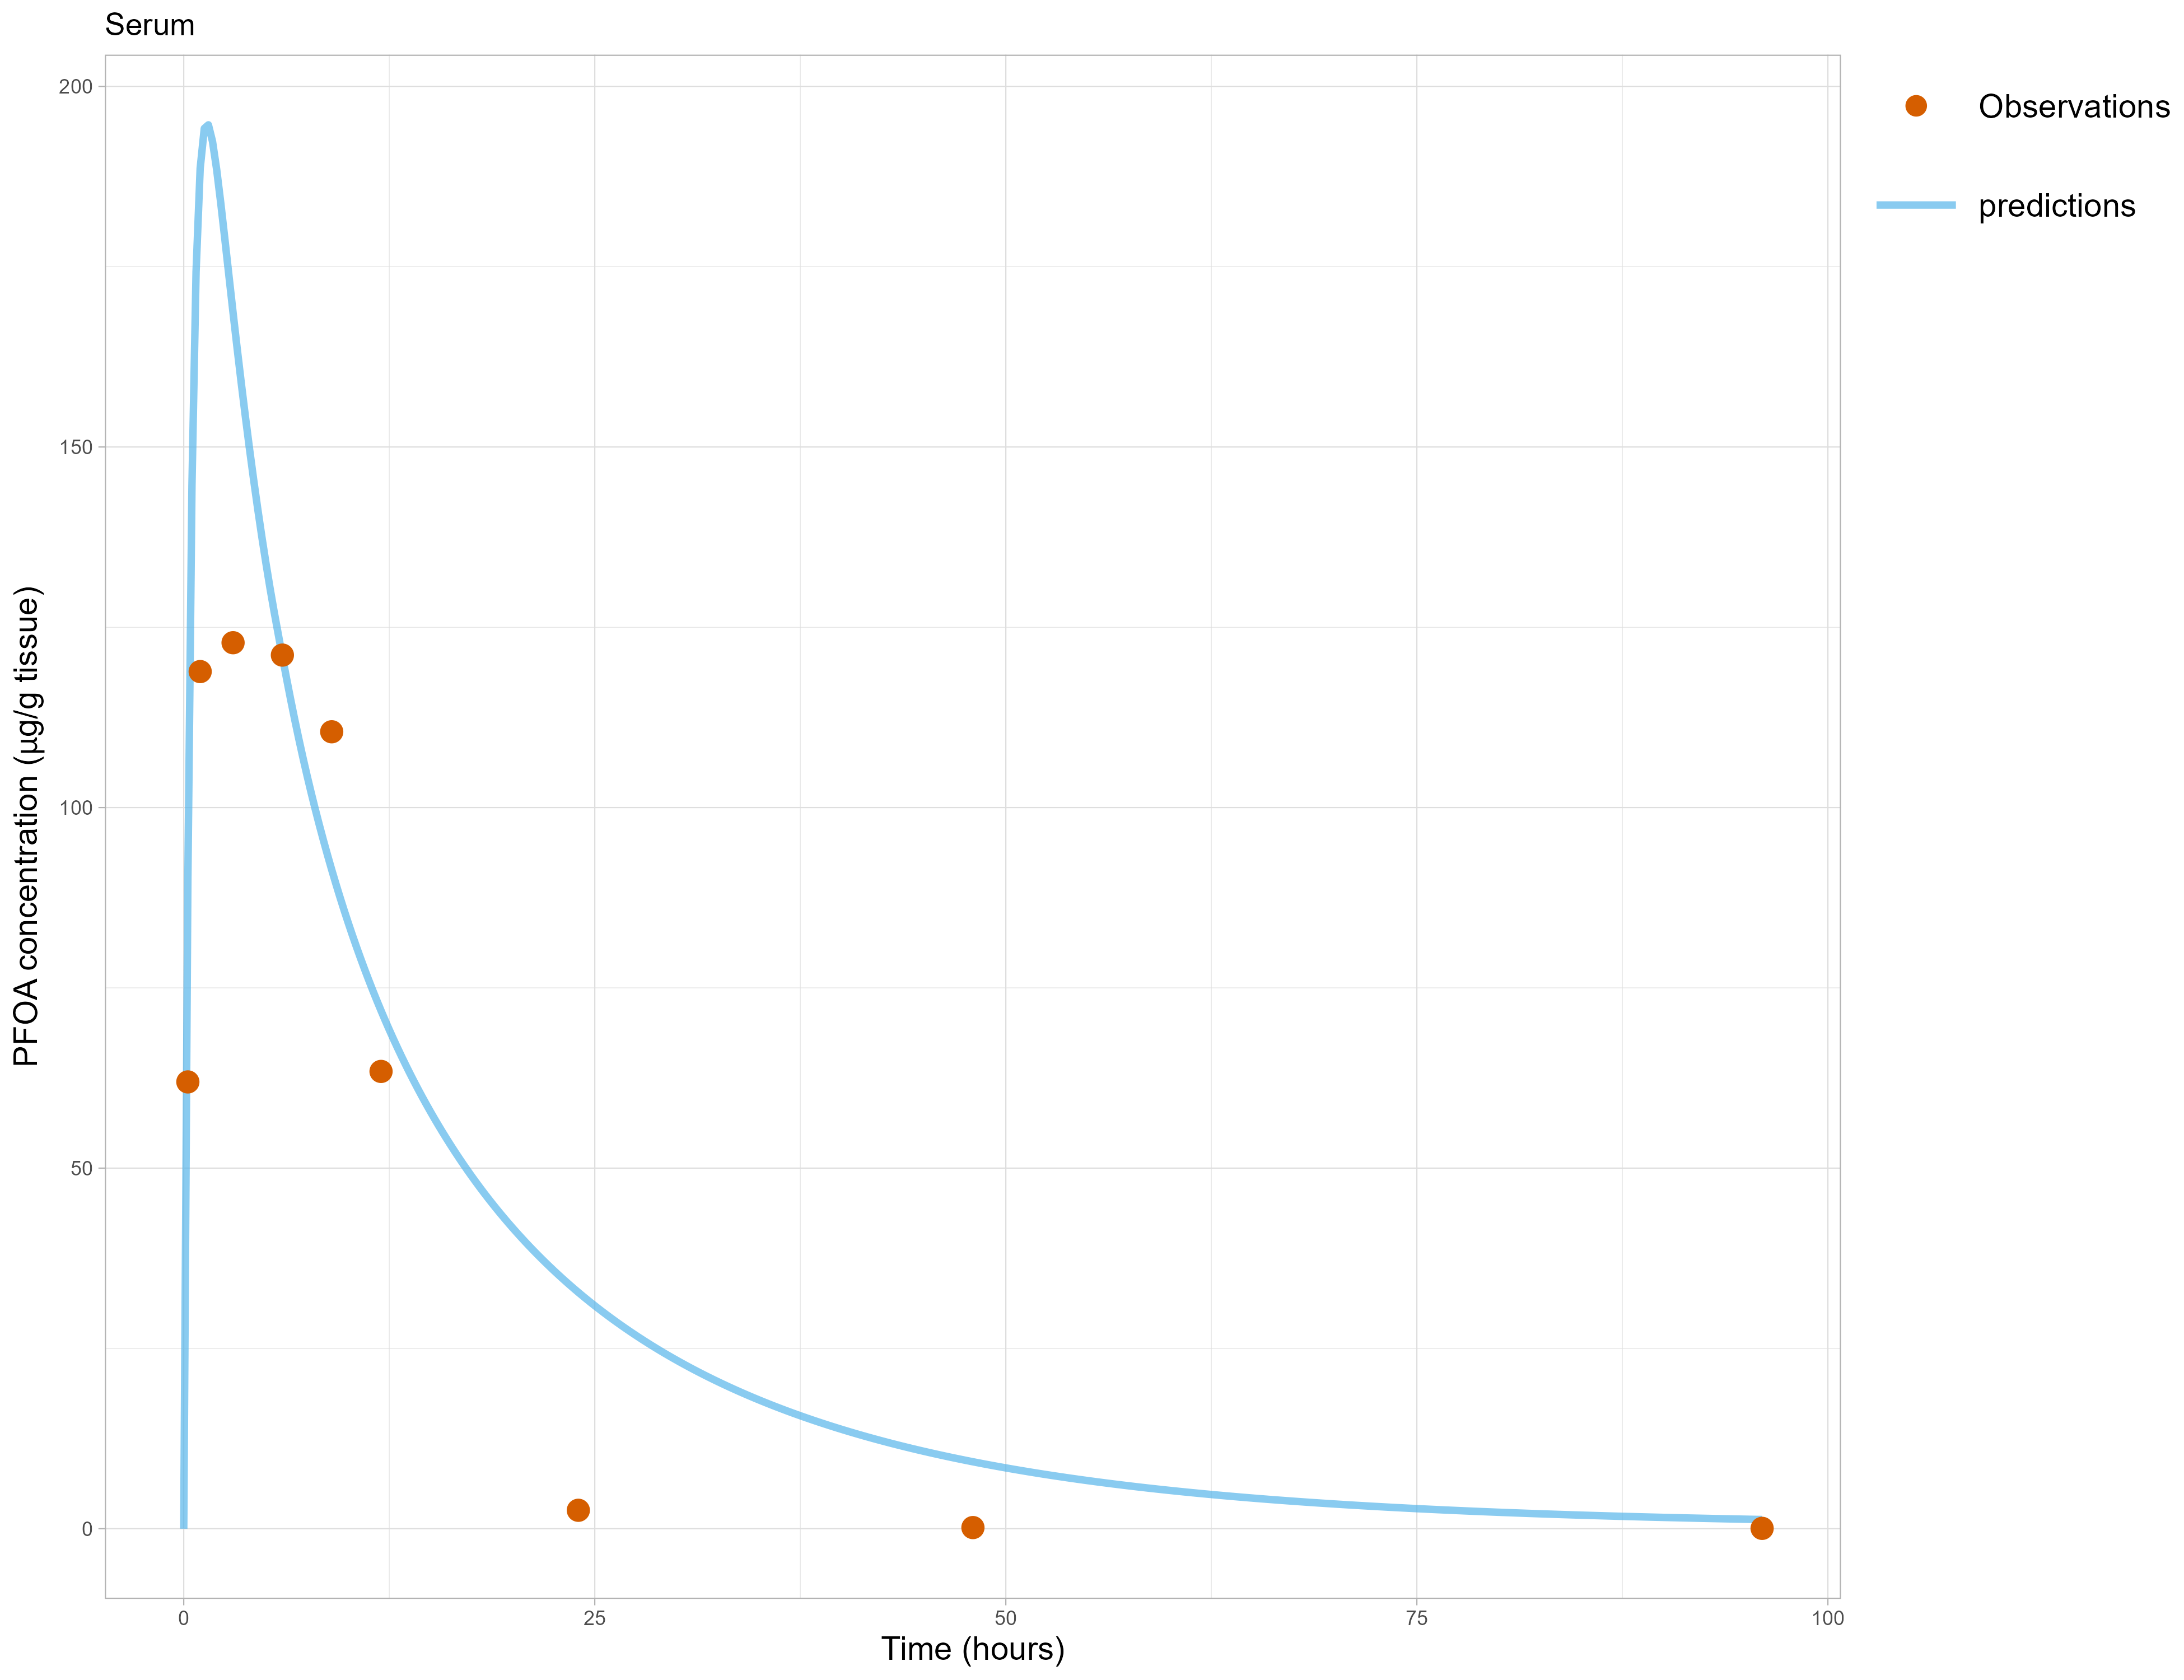 Serum
200
150
100
50
0
PFOA concentration (µg/g tissue)
0 25 50 75 100
Time (hours)
Observations
predictions